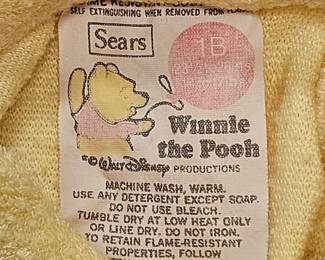 SELF EXTINGUISHING WHEN REMOVED FROM
Sears
1B
Winnie
the Pooh
©WALT DISNEY PRODUCTIONS
MACHINE WASH, WARM.
USE ANY DETERGENT EXCEPT SOAP.
DO NOT USE BLEACH.
TUMBLE DRY AT LOW HEAT ONLY
OR LINE DRY. DO NOT IRON.
TO RETAIN FLAME-RESISTANT
PROPERTIES, FOLLOW